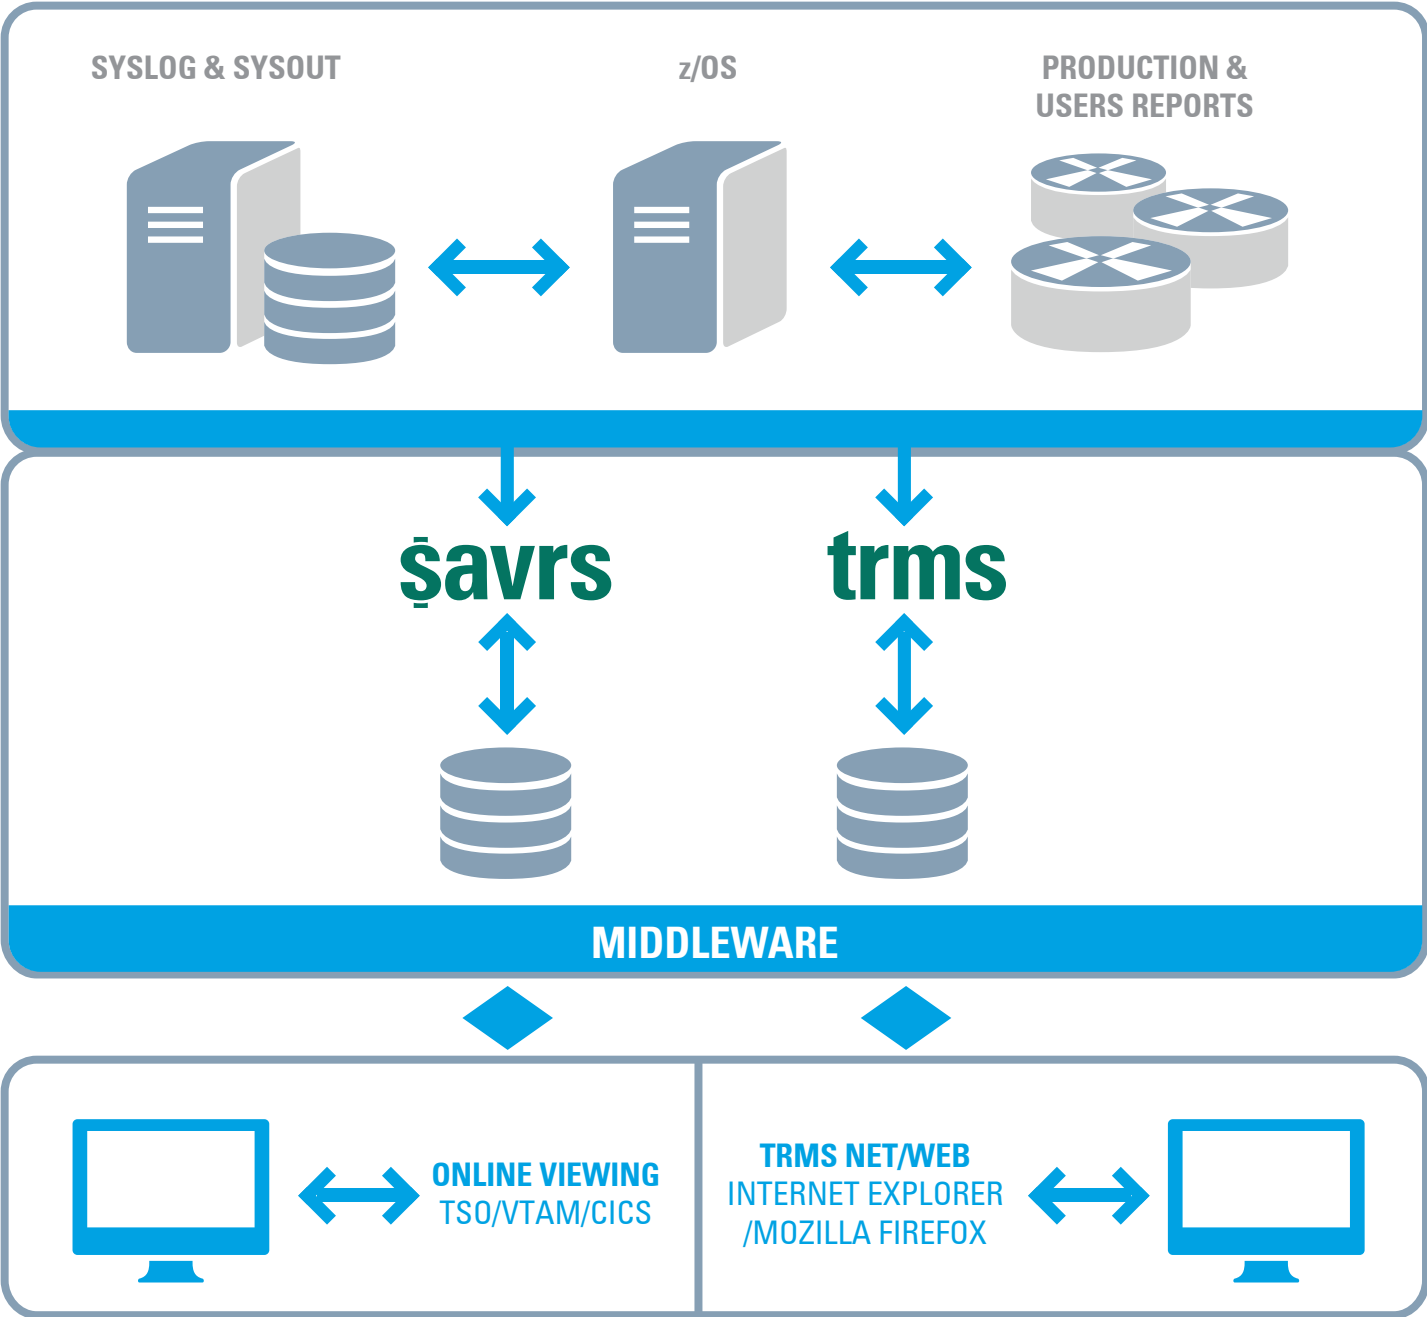 SYSLOG & SYSOUT
z/OS
PRODUCTION &
USERS REPORTS
$avrs
trms
MIDDLEWARE
ONLINE VIEWING
TSO/VTAM/CICS
TRMS NET/WEB
INTERNET EXPLORER
/MOZILLA FIREFOX